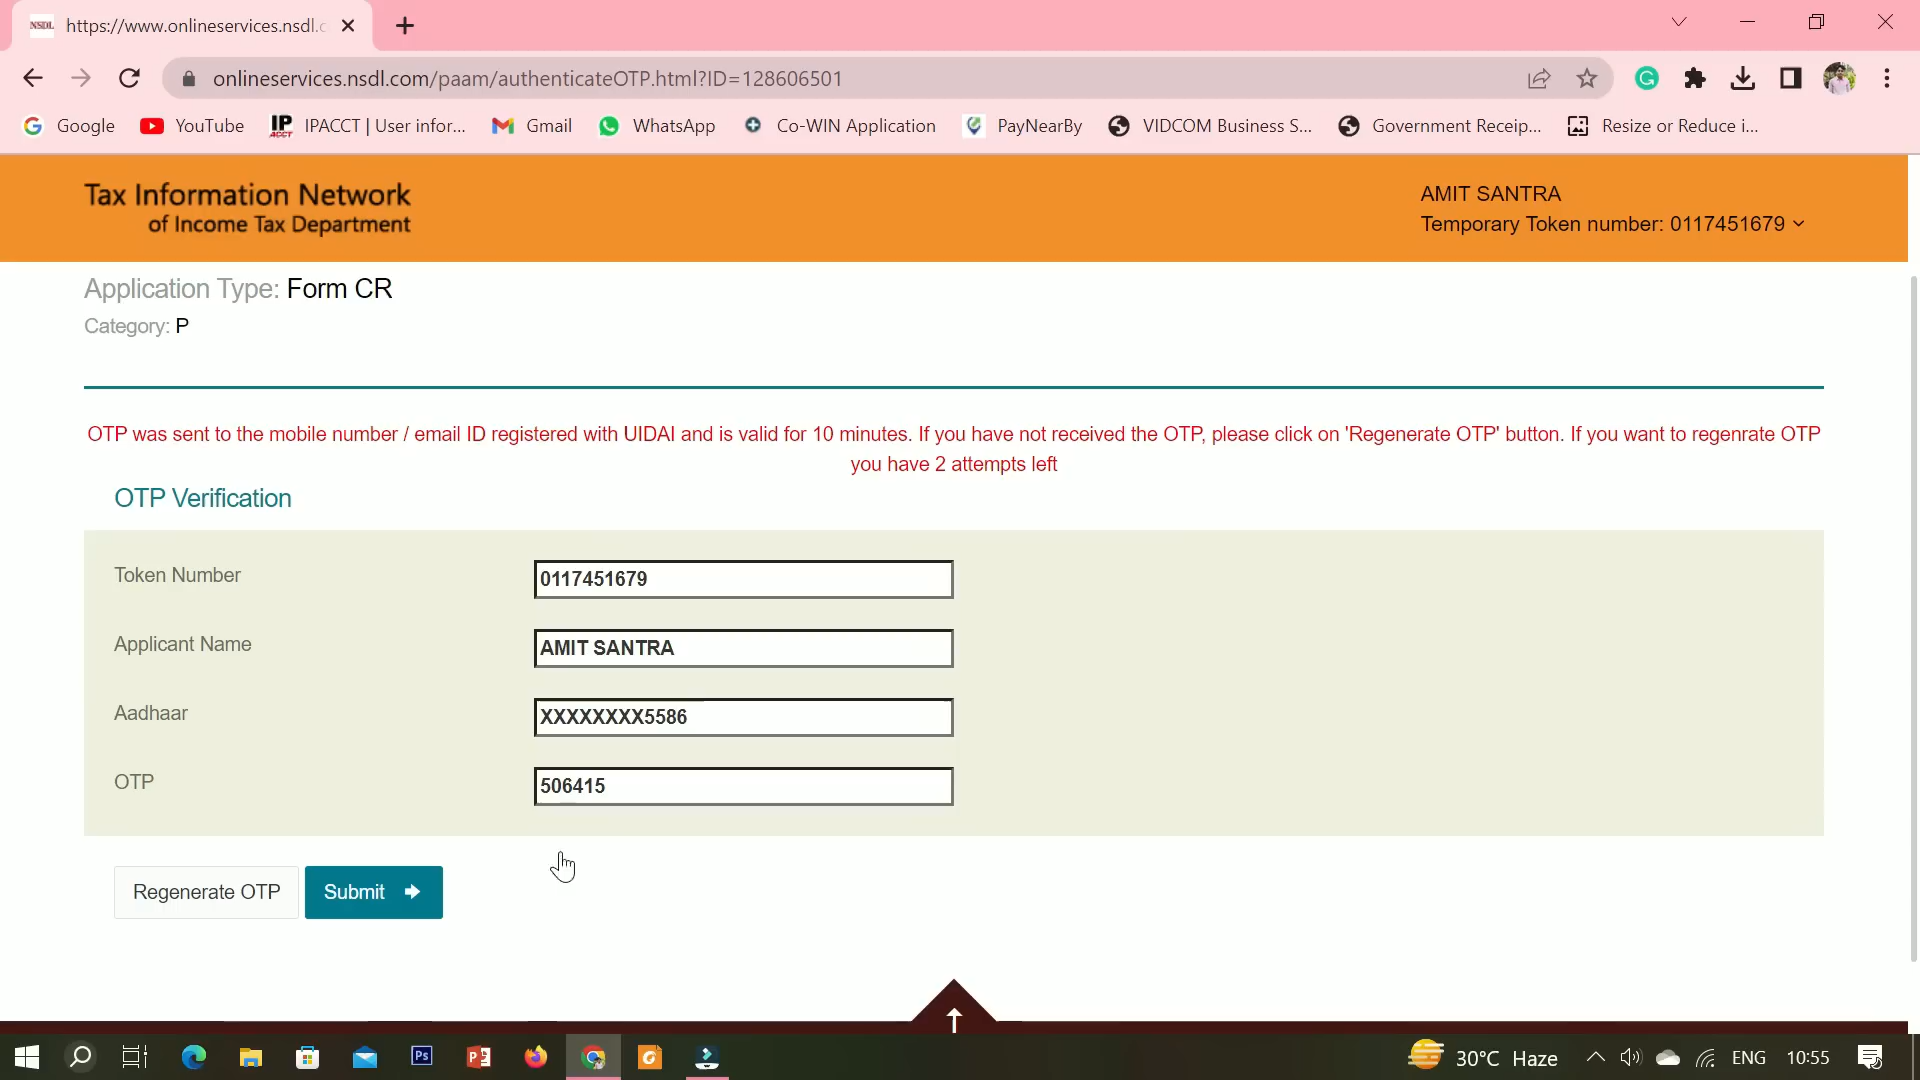 NSDL https://www.onlineservices.nsdl.c
onlineservices.nsdl.com/paam/authenticateOTP.html?ID=128606501
Google YouTube IPACCT | User infor... Gmail WhatsApp Co-WIN Application PayNearBy VIDCOM Business S... Government Receip... Resize or Reduce i...
Tax Information Network
of Income Tax Department
AMIT SANTRA
Temporary Token number: 0117451679
Application Type: Form CR
Category: P
OTP was sent to the mobile number / email ID registered with UIDAI and is valid for 10 minutes. If you have not received the OTP, please click on 'Regenerate OTP' button. If you want to regenrate OTP
you have 2 attempts left
OTP Verification
Token Number 0117451679
Applicant Name AMIT SANTRA
Aadhaar XXXXXXXX5586
OTP 506415
Regenerate OTP Submit
30°C Haze ENG 10:55